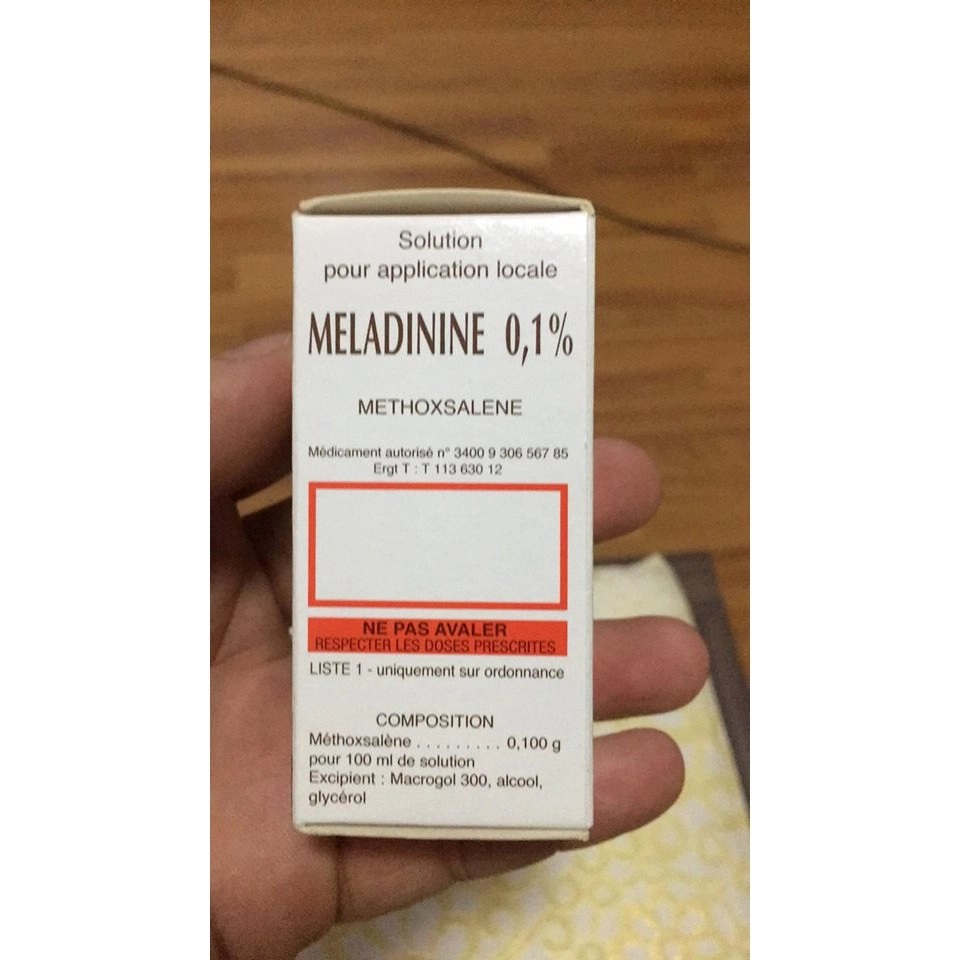 Solution
pour application locale
MELADININE 0,1%
METHOXSALENE
Médicament autorisé n° 3400 9 306 567 85
Ergt T : T 113 630 12
NE PAS AVALER
RESPECTER LES DOSES PRESCRITES
LISTE 1 - uniquement sur ordonnance
COMPOSITION
Méthoxsalène . . . . . . . . . 0,100 g
pour 100 ml de solution
Excipient : Macrogol 300, alcool,
glycérol